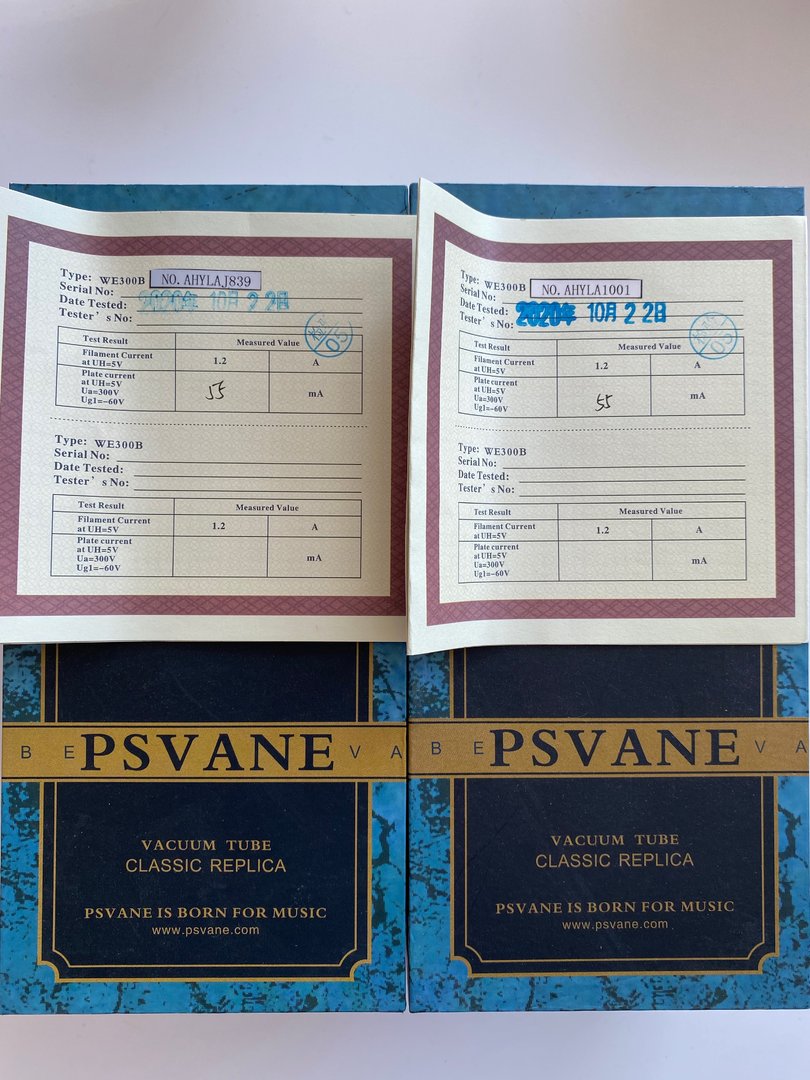 Type: WE300B NO. AHYLAJ839
Serial No:
Date Tested: 2020年 10月 2 2日
Tester's No:
Test Result Measured Value
Filament Current
at UH=5V 1.2 A
Plate current
at UH=5V
Ua=300V
Ug1=-60V 55 mA
Type: WE300B
Serial No:
Date Tested:
Tester's No:
Test Result Measured Value
Filament Current
at UH=5V 1.2 A
Plate current
at UH=5V
Ua=300V
Ug1=-60V mA
Type: WE300B NO. AHYLA1001
Serial No:
Date Tested: 2020年 10月 2 2日
Tester's No:
Test Result Measured Value
Filament Current
at UH=5V 1.2 A
Plate current
at UH=5V
Ua=300V
Ug1=-60V 55 mA
Type: WE300B
Serial No:
Date Tested:
Tester's No:
Test Result Measured Value
Filament Current
at UH=5V 1.2 A
Plate current
at UH=5V
Ua=300V
Ug1=-60V mA
B E PSVANE V A
VACUUM TUBE
CLASSIC REPLICA
PSVANE IS BORN FOR MUSIC
www.psvane.com
B E PSVANE V A
VACUUM TUBE
CLASSIC REPLICA
PSVANE IS BORN FOR MUSIC
www.psvane.com